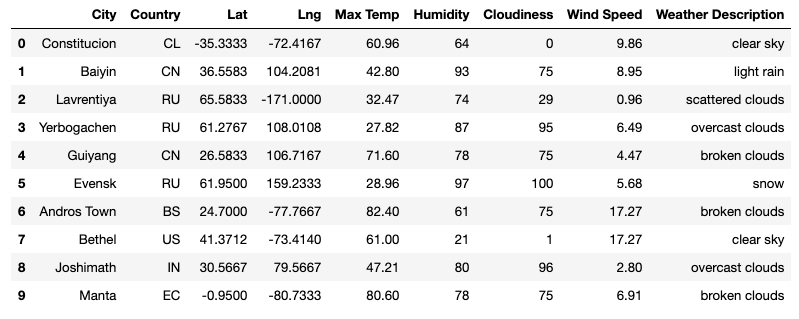 City Country Lat Lng Max Temp Humidity Cloudiness Wind Speed Weather Description
0 Constitucion CL -35.3333 -72.4167 60.96 64 0 9.86 clear sky
1 Baiyin CN 36.5583 104.2081 42.80 93 75 8.95 light rain
2 Lavrentiya RU 65.5833 -171.0000 32.47 74 29 0.96 scattered clouds
3 Yerbogachen RU 61.2767 108.0108 27.82 87 95 6.49 overcast clouds
4 Guiyang CN 26.5833 106.7167 71.60 78 75 4.47 broken clouds
5 Evensk RU 61.9500 159.2333 28.96 97 100 5.68 snow
6 Andros Town BS 24.7000 -77.7667 82.40 61 75 17.27 broken clouds
7 Bethel US 41.3712 -73.4140 61.00 21 1 17.27 clear sky
8 Joshimath IN 30.5667 79.5667 47.21 80 96 2.80 overcast clouds
9 Manta EC -0.9500 -80.7333 80.60 78 75 6.91 broken clouds